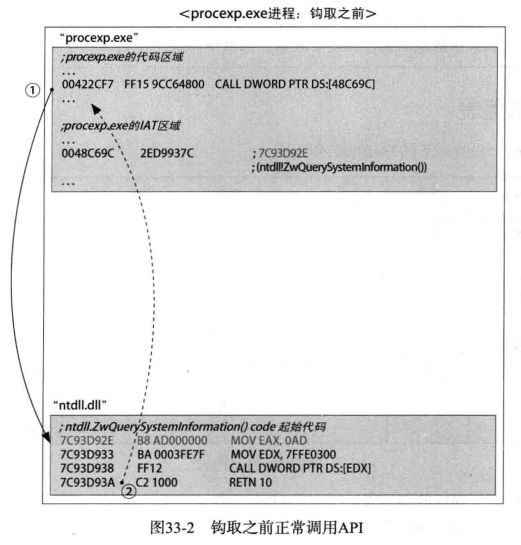 <procexp.exe进程：钩取之前>
“procexp.exe”
;procexp.exe的代码区域
...
① 00422CF7 FF15 9CC64800 CALL DWORD PTR DS:[48C69C]
...
;procexp.exe的IAT区域
...
0048C69C 2ED9937C ; 7C93D92E
; (ntdll!ZwQuerySystemInformation())
...
“ntdll.dll”
; ntdll.ZwQuerySystemInformation() code 起始代码
7C93D92E B8 AD000000 MOV EAX, 0AD
7C93D933 BA 0003FE7F MOV EDX, 7FFE0300
7C93D938 FF12 CALL DWORD PTR DS:[EDX]
7C93D93A C2 1000 RETN 10
②
图33-2 钩取之前正常调用API